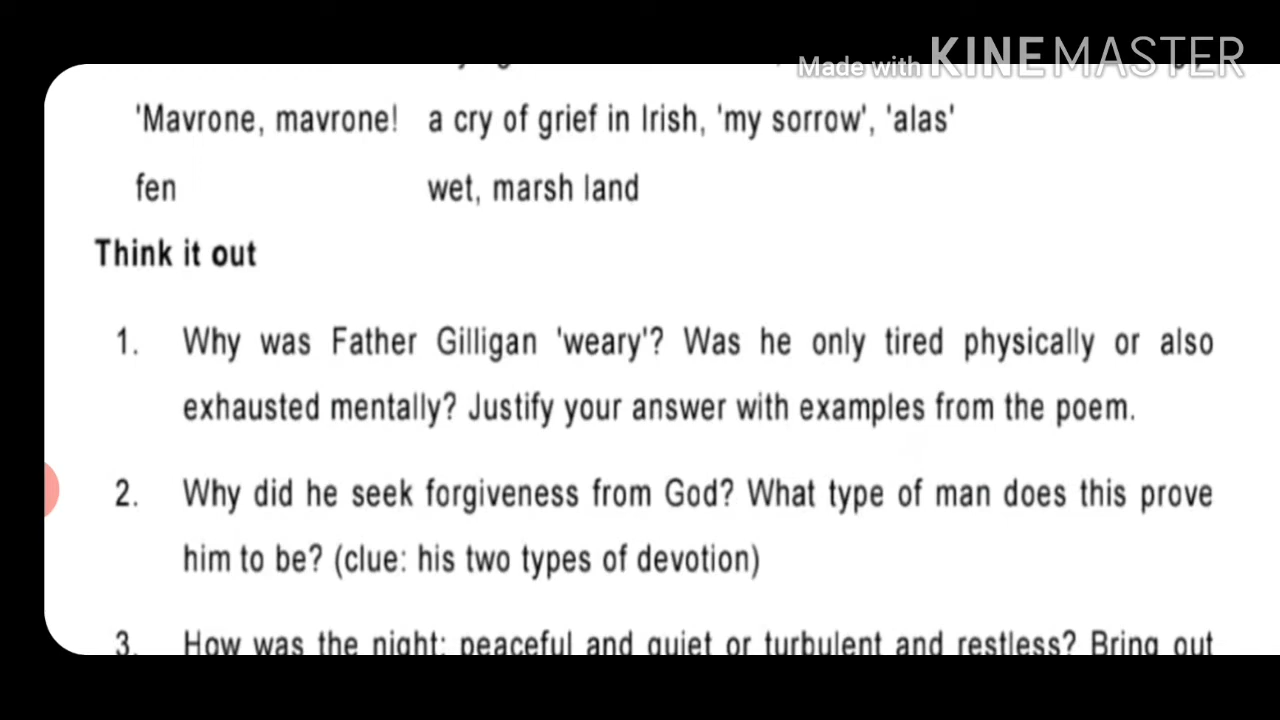 Made with KINEMASTER
'Mavrone, mavrone! a cry of grief in Irish, 'my sorrow', 'alas'
fen wet, marsh land
Think it out
1. Why was Father Gilligan 'weary'? Was he only tired physically or also
exhausted mentally? Justify your answer with examples from the poem.
2. Why did he seek forgiveness from God? What type of man does this prove
him to be? (clue: his two types of devotion)
3. How was the night: peaceful and quiet or turbulent and restless? Bring out